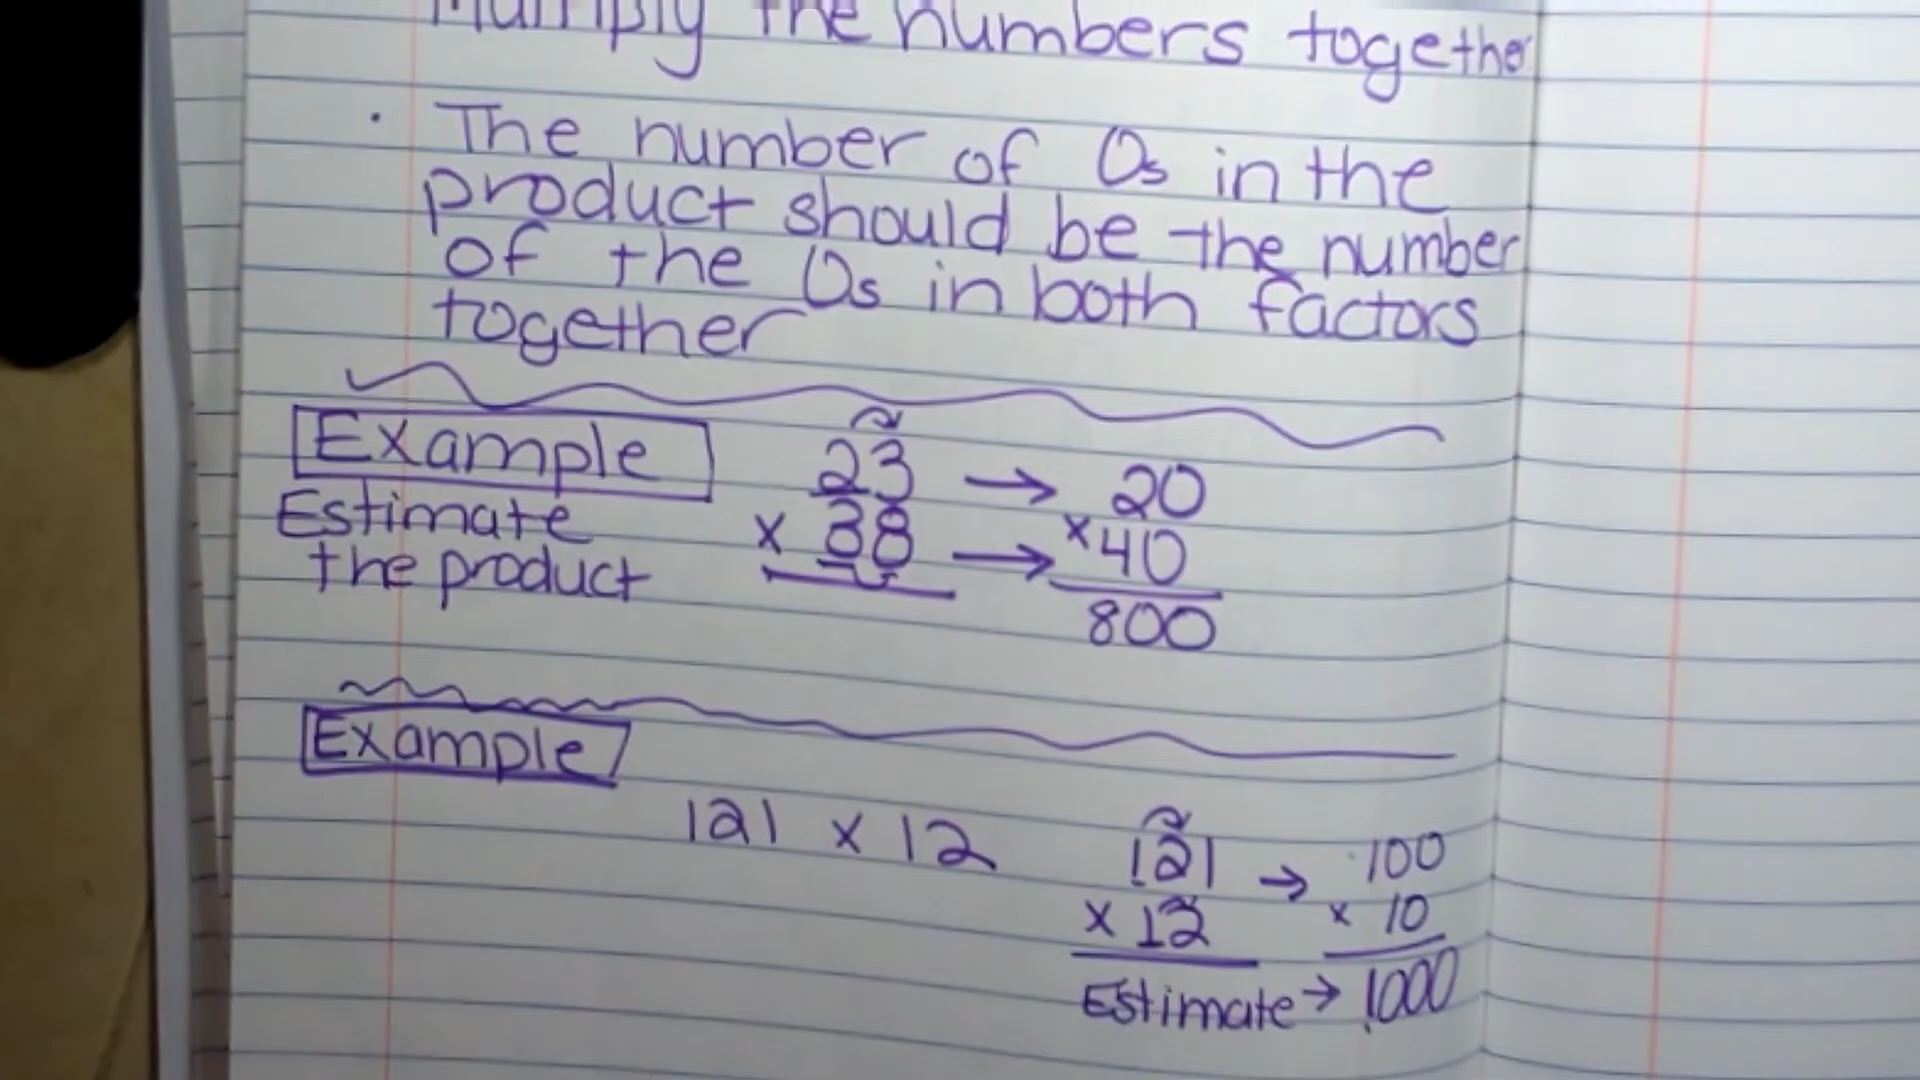 Multiply the numbers together
· The number of 0s in the
product should be the number
of the 0s in both factors
together
Example
Estimate
the product
23 → 20
x 38 → x 40
800
Example
121 x 12
121 → 100
x 12 x 10
Estimate → 1000